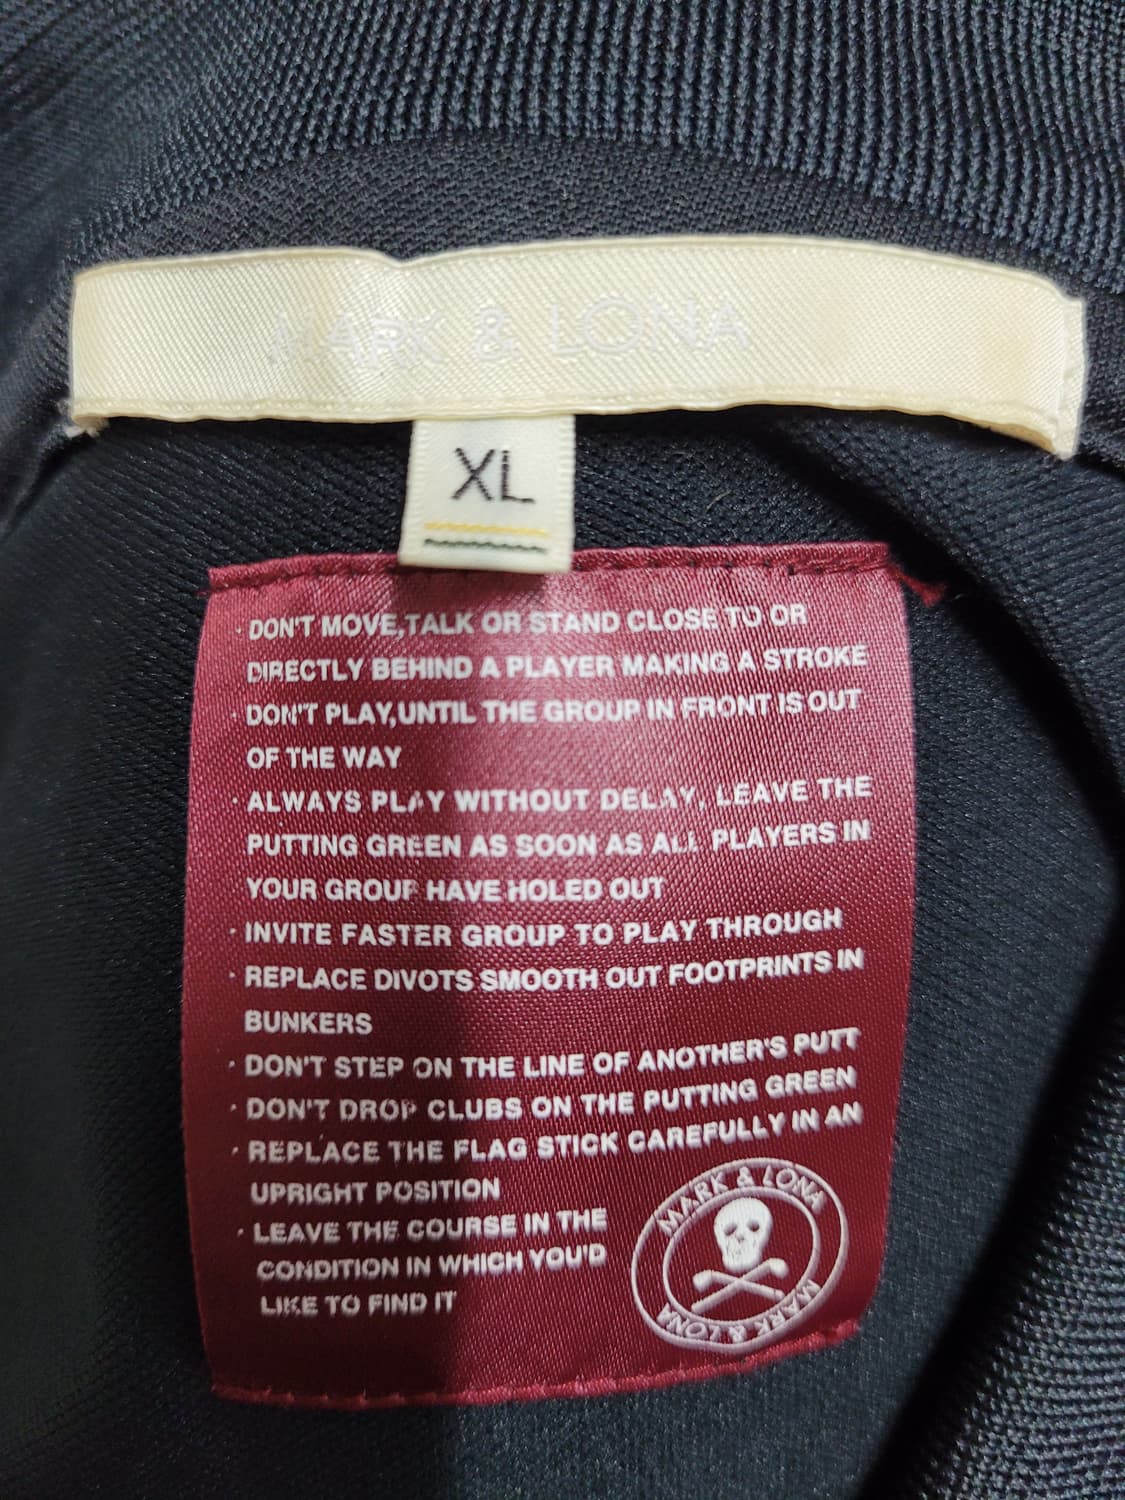 MARK & LONA
XL
· DON'T MOVE,TALK OR STAND CLOSE TO OR
DIRECTLY BEHIND A PLAYER MAKING A STROKE
· DON'T PLAY,UNTIL THE GROUP IN FRONT IS OUT
OF THE WAY
· ALWAYS PLAY WITHOUT DELAY, LEAVE THE
PUTTING GREEN AS SOON AS ALL PLAYERS IN
YOUR GROUP HAVE HOLED OUT
· INVITE FASTER GROUP TO PLAY THROUGH
· REPLACE DIVOTS SMOOTH OUT FOOTPRINTS IN
BUNKERS
· DON'T STEP ON THE LINE OF ANOTHER'S PUTT
· DON'T DROP CLUBS ON THE PUTTING GREEN
· REPLACE THE FLAG STICK CAREFULLY IN AN
UPRIGHT POSITION
· LEAVE THE COURSE IN THE
CONDITION IN WHICH YOU'D
LIKE TO FIND IT
MARK & LONA
MARK & LONA